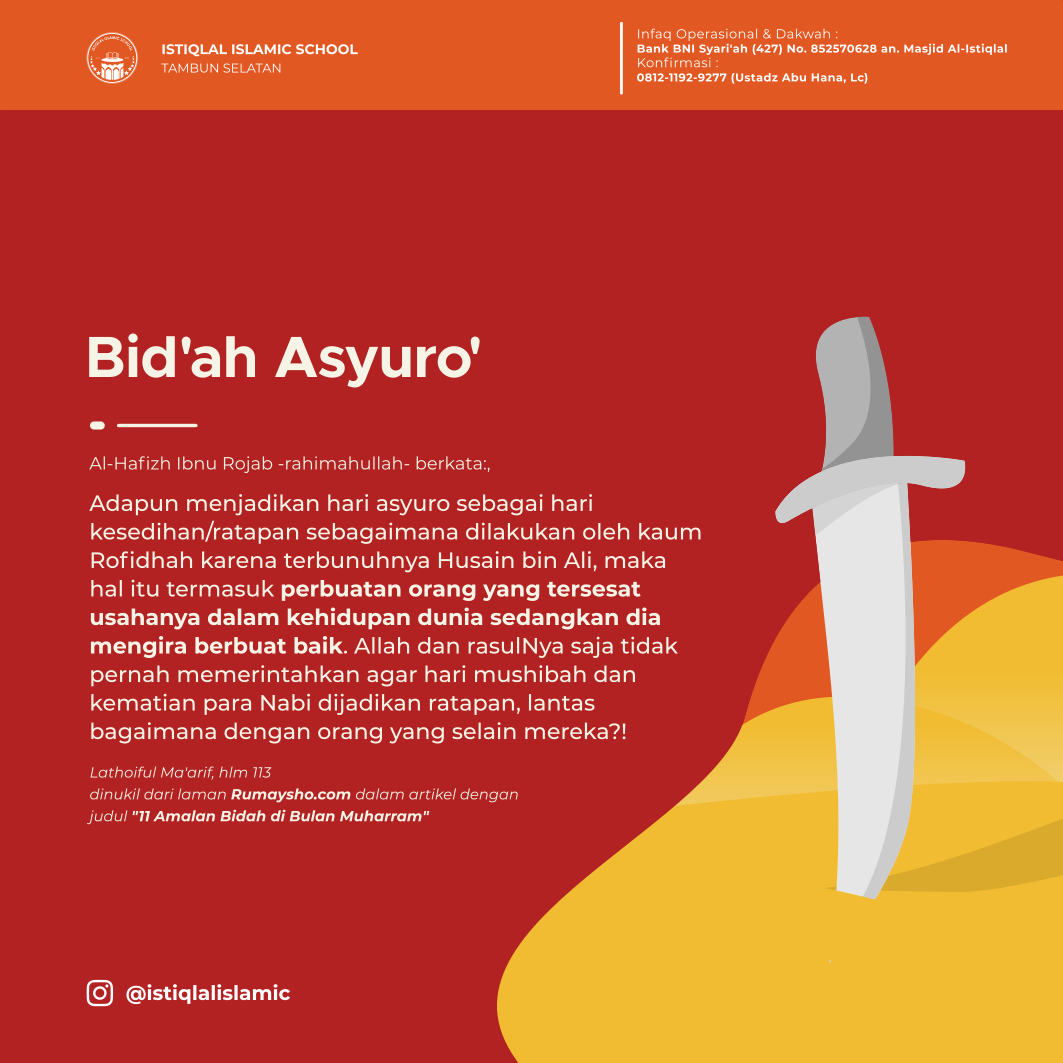 ISTIQLAL ISLAMIC SCHOOL
TAMBUN SELATAN
Infaq Operasional & Dakwah :
Bank BNI Syari'ah (427) No. 852570628 an. Masjid Al-Istiqlal
Konfirmasi :
0812-1192-9277 (Ustadz Abu Hana, Lc)
Bid'ah Asyuro'
Al-Hafizh Ibnu Rojab -rahimahullah- berkata:,
Adapun menjadikan hari asyuro sebagai hari
kesedihan/ratapan sebagaimana dilakukan oleh kaum
Rofidhah karena terbunuhnya Husain bin Ali, maka
hal itu termasuk perbuatan orang yang tersesat
usahanya dalam kehidupan dunia sedangkan dia
mengira berbuat baik. Allah dan rasulNya saja tidak
pernah memerintahkan agar hari mushibah dan
kematian para Nabi dijadikan ratapan, lantas
bagaimana dengan orang yang selain mereka?!
Lathoiful Ma'arif, hlm 113
dinukil dari laman Rumaysho.com dalam artikel dengan
judul "11 Amalan Bidah di Bulan Muharram"
@istiqlalislamic